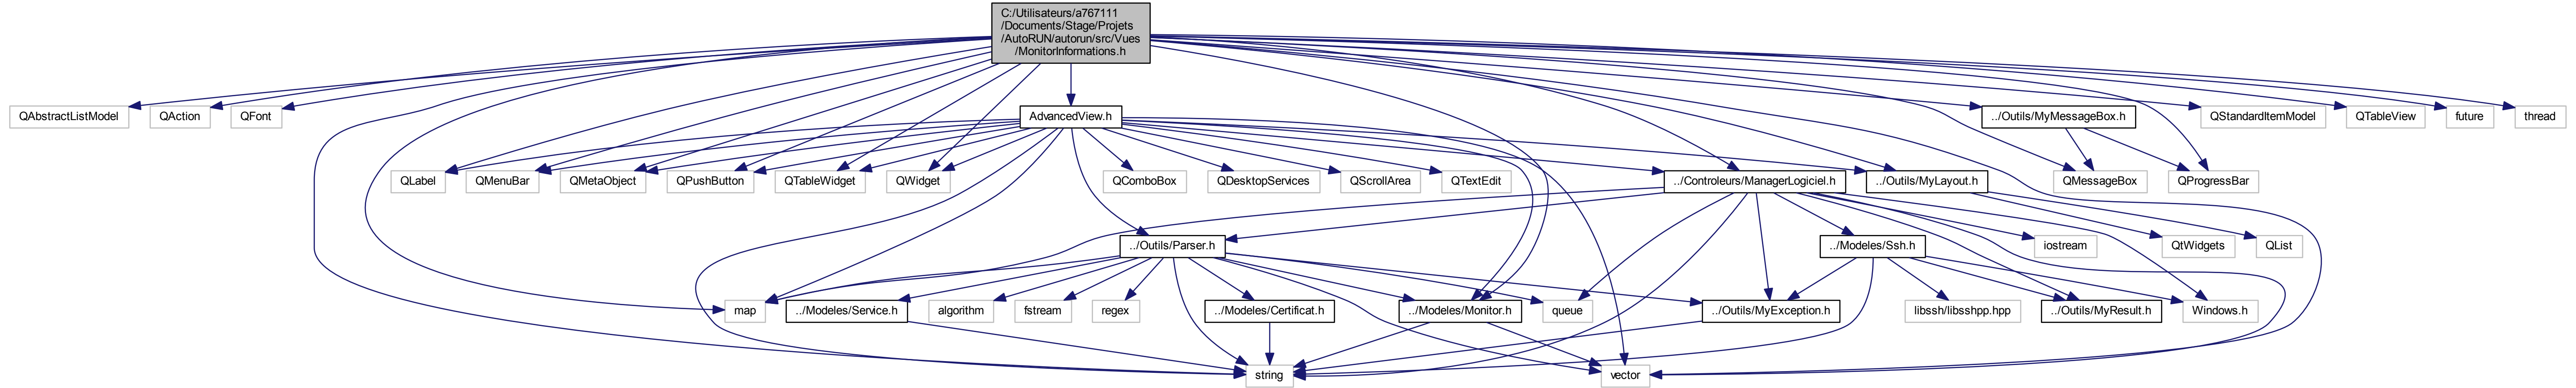 C:/Utilisateurs/a767111
/Documents/Stage/Projets
/AutoRUN/autorun/src/Vues
/MonitorInformations.h
QAbstractListModel
QAction
QFont
AdvancedView.h
../Outils/MyMessageBox.h
QStandardItemModel
QTableView
future
thread
QLabel
QMenuBar
QMetaObject
QPushButton
QTableWidget
QWidget
QComboBox
QDesktopServices
QScrollArea
QTextEdit
../Controleurs/ManagerLogiciel.h
../Outils/MyLayout.h
QMessageBox
QProgressBar
../Outils/Parser.h
../Modeles/Ssh.h
iostream
QtWidgets
QList
map
../Modeles/Service.h
algorithm
fstream
regex
../Modeles/Certificat.h
../Modeles/Monitor.h
queue
../Outils/MyException.h
libssh/libsshpp.hpp
../Outils/MyResult.h
Windows.h
string
vector